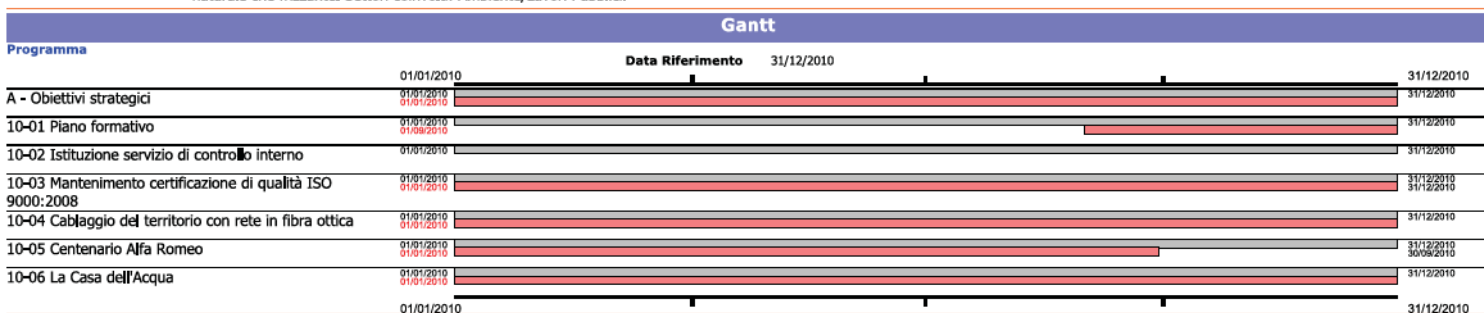 Gantt
Programma
Data Riferimento 31/12/2010
01/01/2010 31/12/2010
A - Obiettivi strategici 01/01/2010 31/12/2010
01/01/2010
10-01 Piano formativo 01/01/2010 31/12/2010
01/09/2010
10-02 Istituzione servizio di controllo interno 01/01/2010 31/12/2010
10-03 Mantenimento certificazione di qualità ISO 01/01/2010 31/12/2010
9000:2008 01/01/2010 31/12/2010
10-04 Cablaggio del territorio con rete in fibra ottica 01/01/2010 31/12/2010
01/01/2010
10-05 Centenario Alfa Romeo 01/01/2010 31/12/2010
01/01/2010 30/09/2010
10-06 La Casa dell'Acqua 01/01/2010 31/12/2010
01/01/2010
01/01/2010 31/12/2010